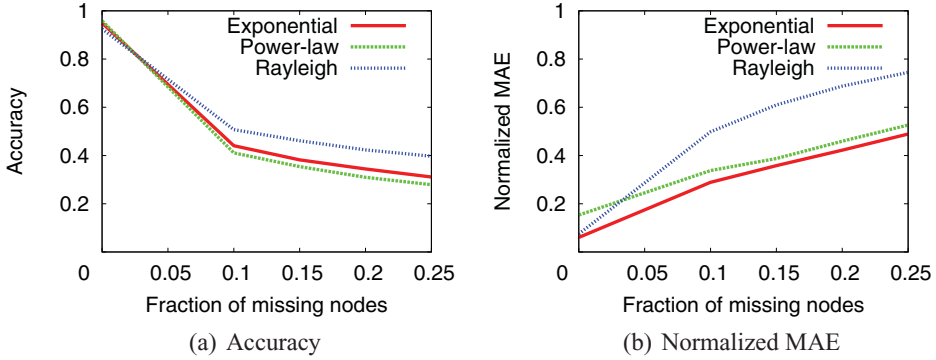 Accuracy
1
0.8
0.6
0.4
0.2
0 0.05 0.1 0.15 0.2 0.25
Exponential
Power-law
Rayleigh
Fraction of missing nodes
(a) Accuracy
Normalized MAE
1
0.8
0.6
0.4
0.2
0 0.05 0.1 0.15 0.2 0.25
Exponential
Power-law
Rayleigh
Fraction of missing nodes
(b) Normalized MAE